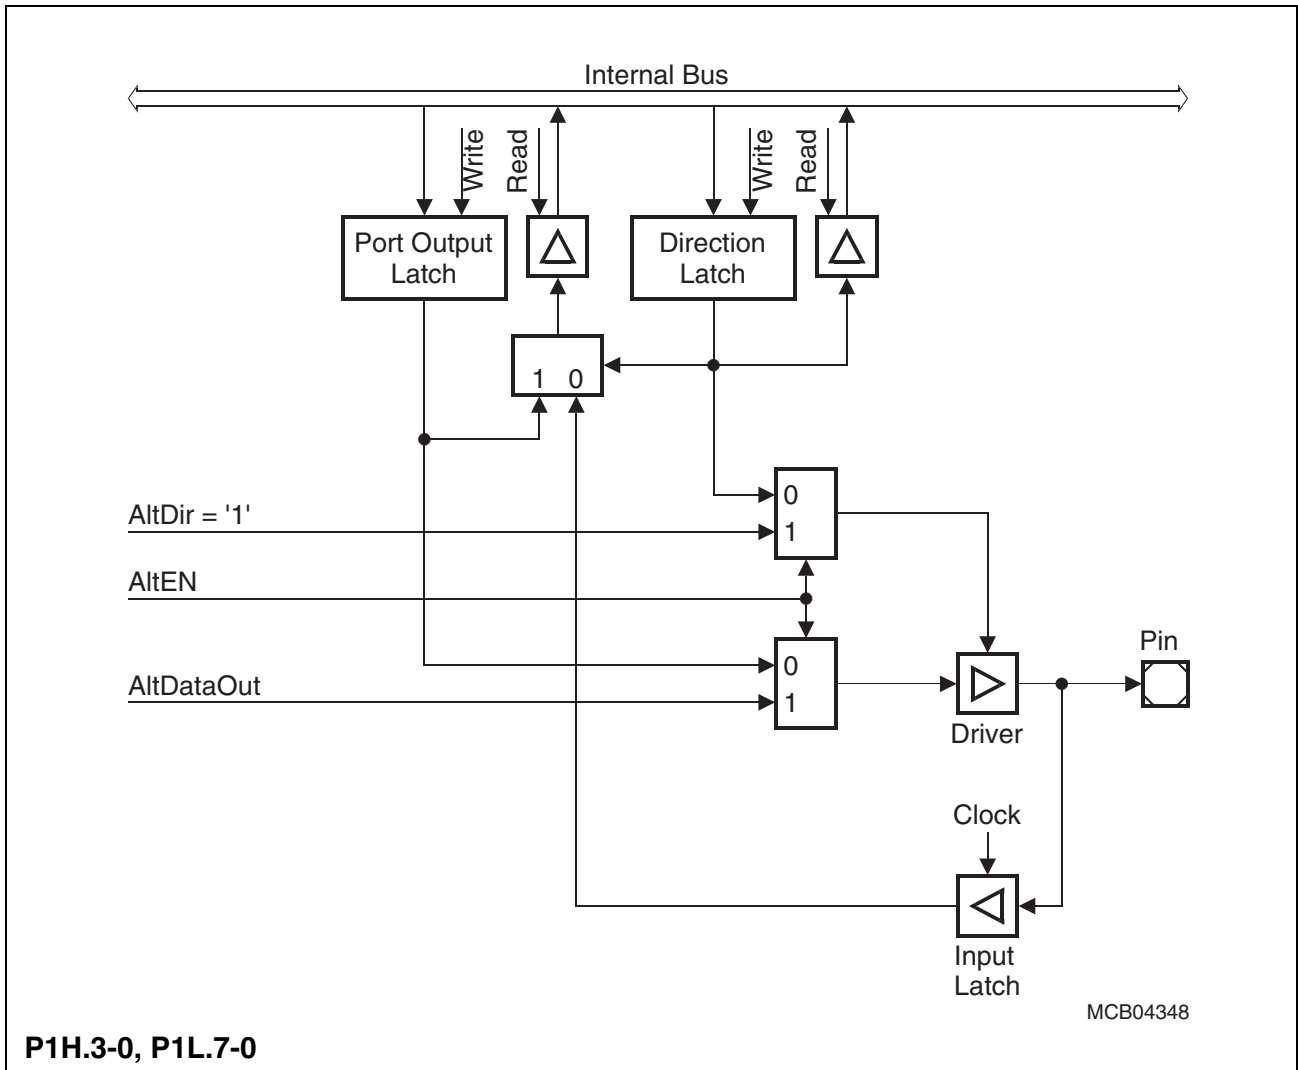 Internal Bus
Write
Read
Write
Read
Port Output
Latch
Direction
Latch
1 0
0
1
AltDir = '1'
AltEN
0
1
AltDataOut
Pin
Driver
Clock
Input
Latch
MCB04348
P1H.3-0, P1L.7-0